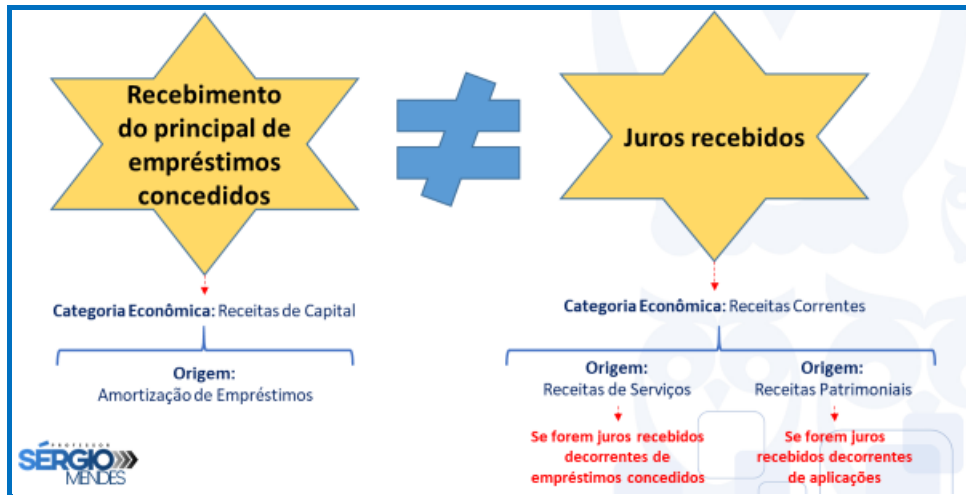 Recebimento
do principal de
empréstimos
concedidos
Juros recebidos
Categoria Econômica: Receitas de Capital
Origem:
Amortização de Empréstimos
Categoria Econômica: Receitas Correntes
Origem:
Receitas de Serviços
Se forem juros recebidos
decorrentes de
empréstimos concedidos
Origem:
Receitas Patrimoniais
Se forem juros
recebidos decorrentes
de aplicações
PROFESSOR
SÉRGIO
MENDES